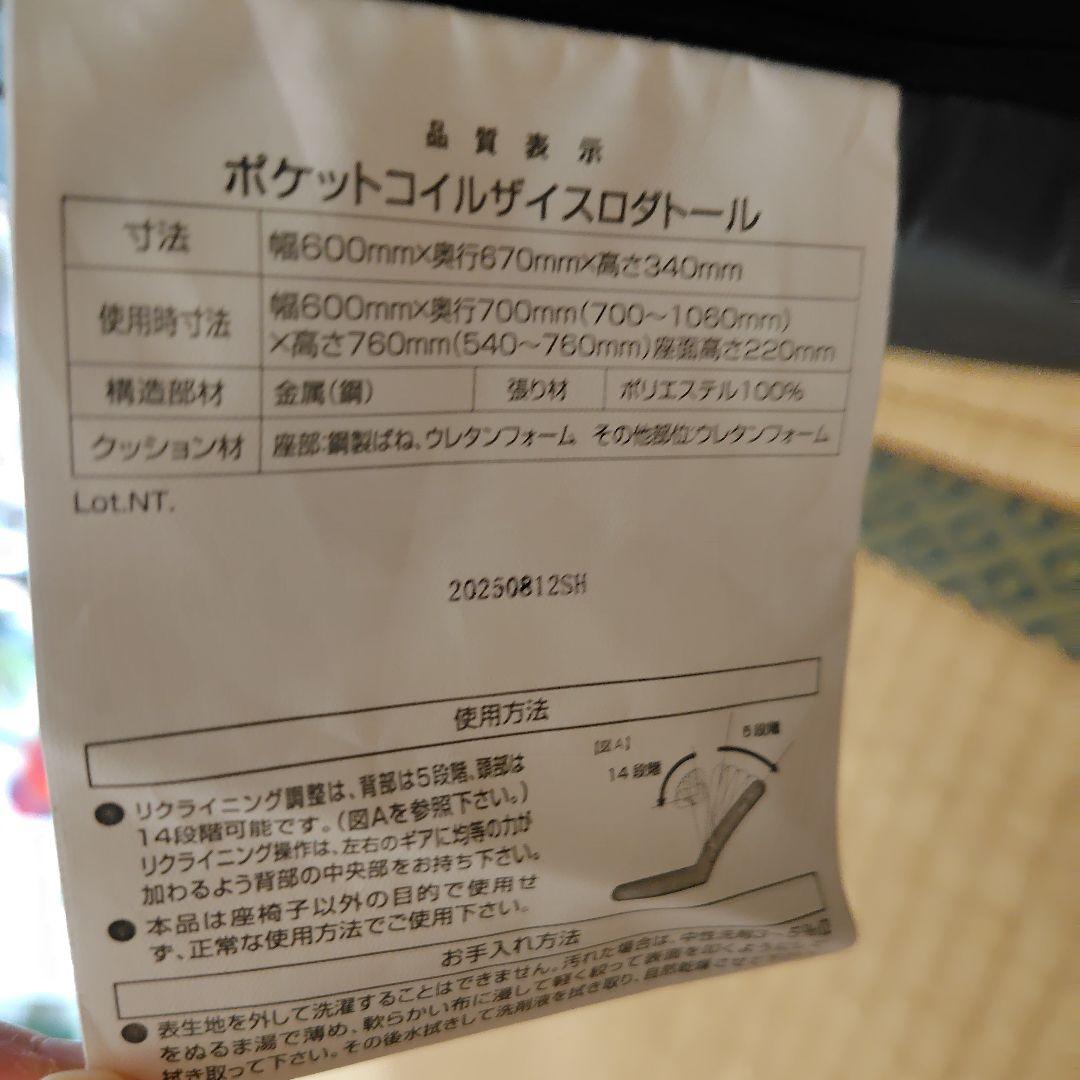 品質表示
ポケットコイルザイスロダトール
寸法 幅600mm×奥行670mm×高さ340mm
使用時寸法 幅600mm×奥行700mm(700〜1060mm)
×高さ760mm(540〜760mm)座面高さ220mm
構造部材 金属(鋼) 張り材 ポリエステル100%
クッション材 座部:鋼製ばね、ウレタンフォーム その他部位:ウレタンフォーム
Lot.NT.
20250812SH
使用方法
●リクライニング調整は、背部は5段階、頭部は
14段階可能です。(図Aを参照下さい。)
リクライニング操作は、左右のギアに均等の力が
加わるよう背部の中央部をお持ち下さい。
●本品は座椅子以外の目的で使用せ
ず、正常な使用方法でご使用下さい。
[図A]
14段階
5段階
お手入れ方法
●表生地を外して洗濯することはできません。汚れた場合は、中性洗剤
をぬるま湯で薄め、軟らかい布に浸して軽く絞って表面を叩くように
拭き取って下さい。その後水拭きして洗剤液を拭き取り、自然乾燥させ